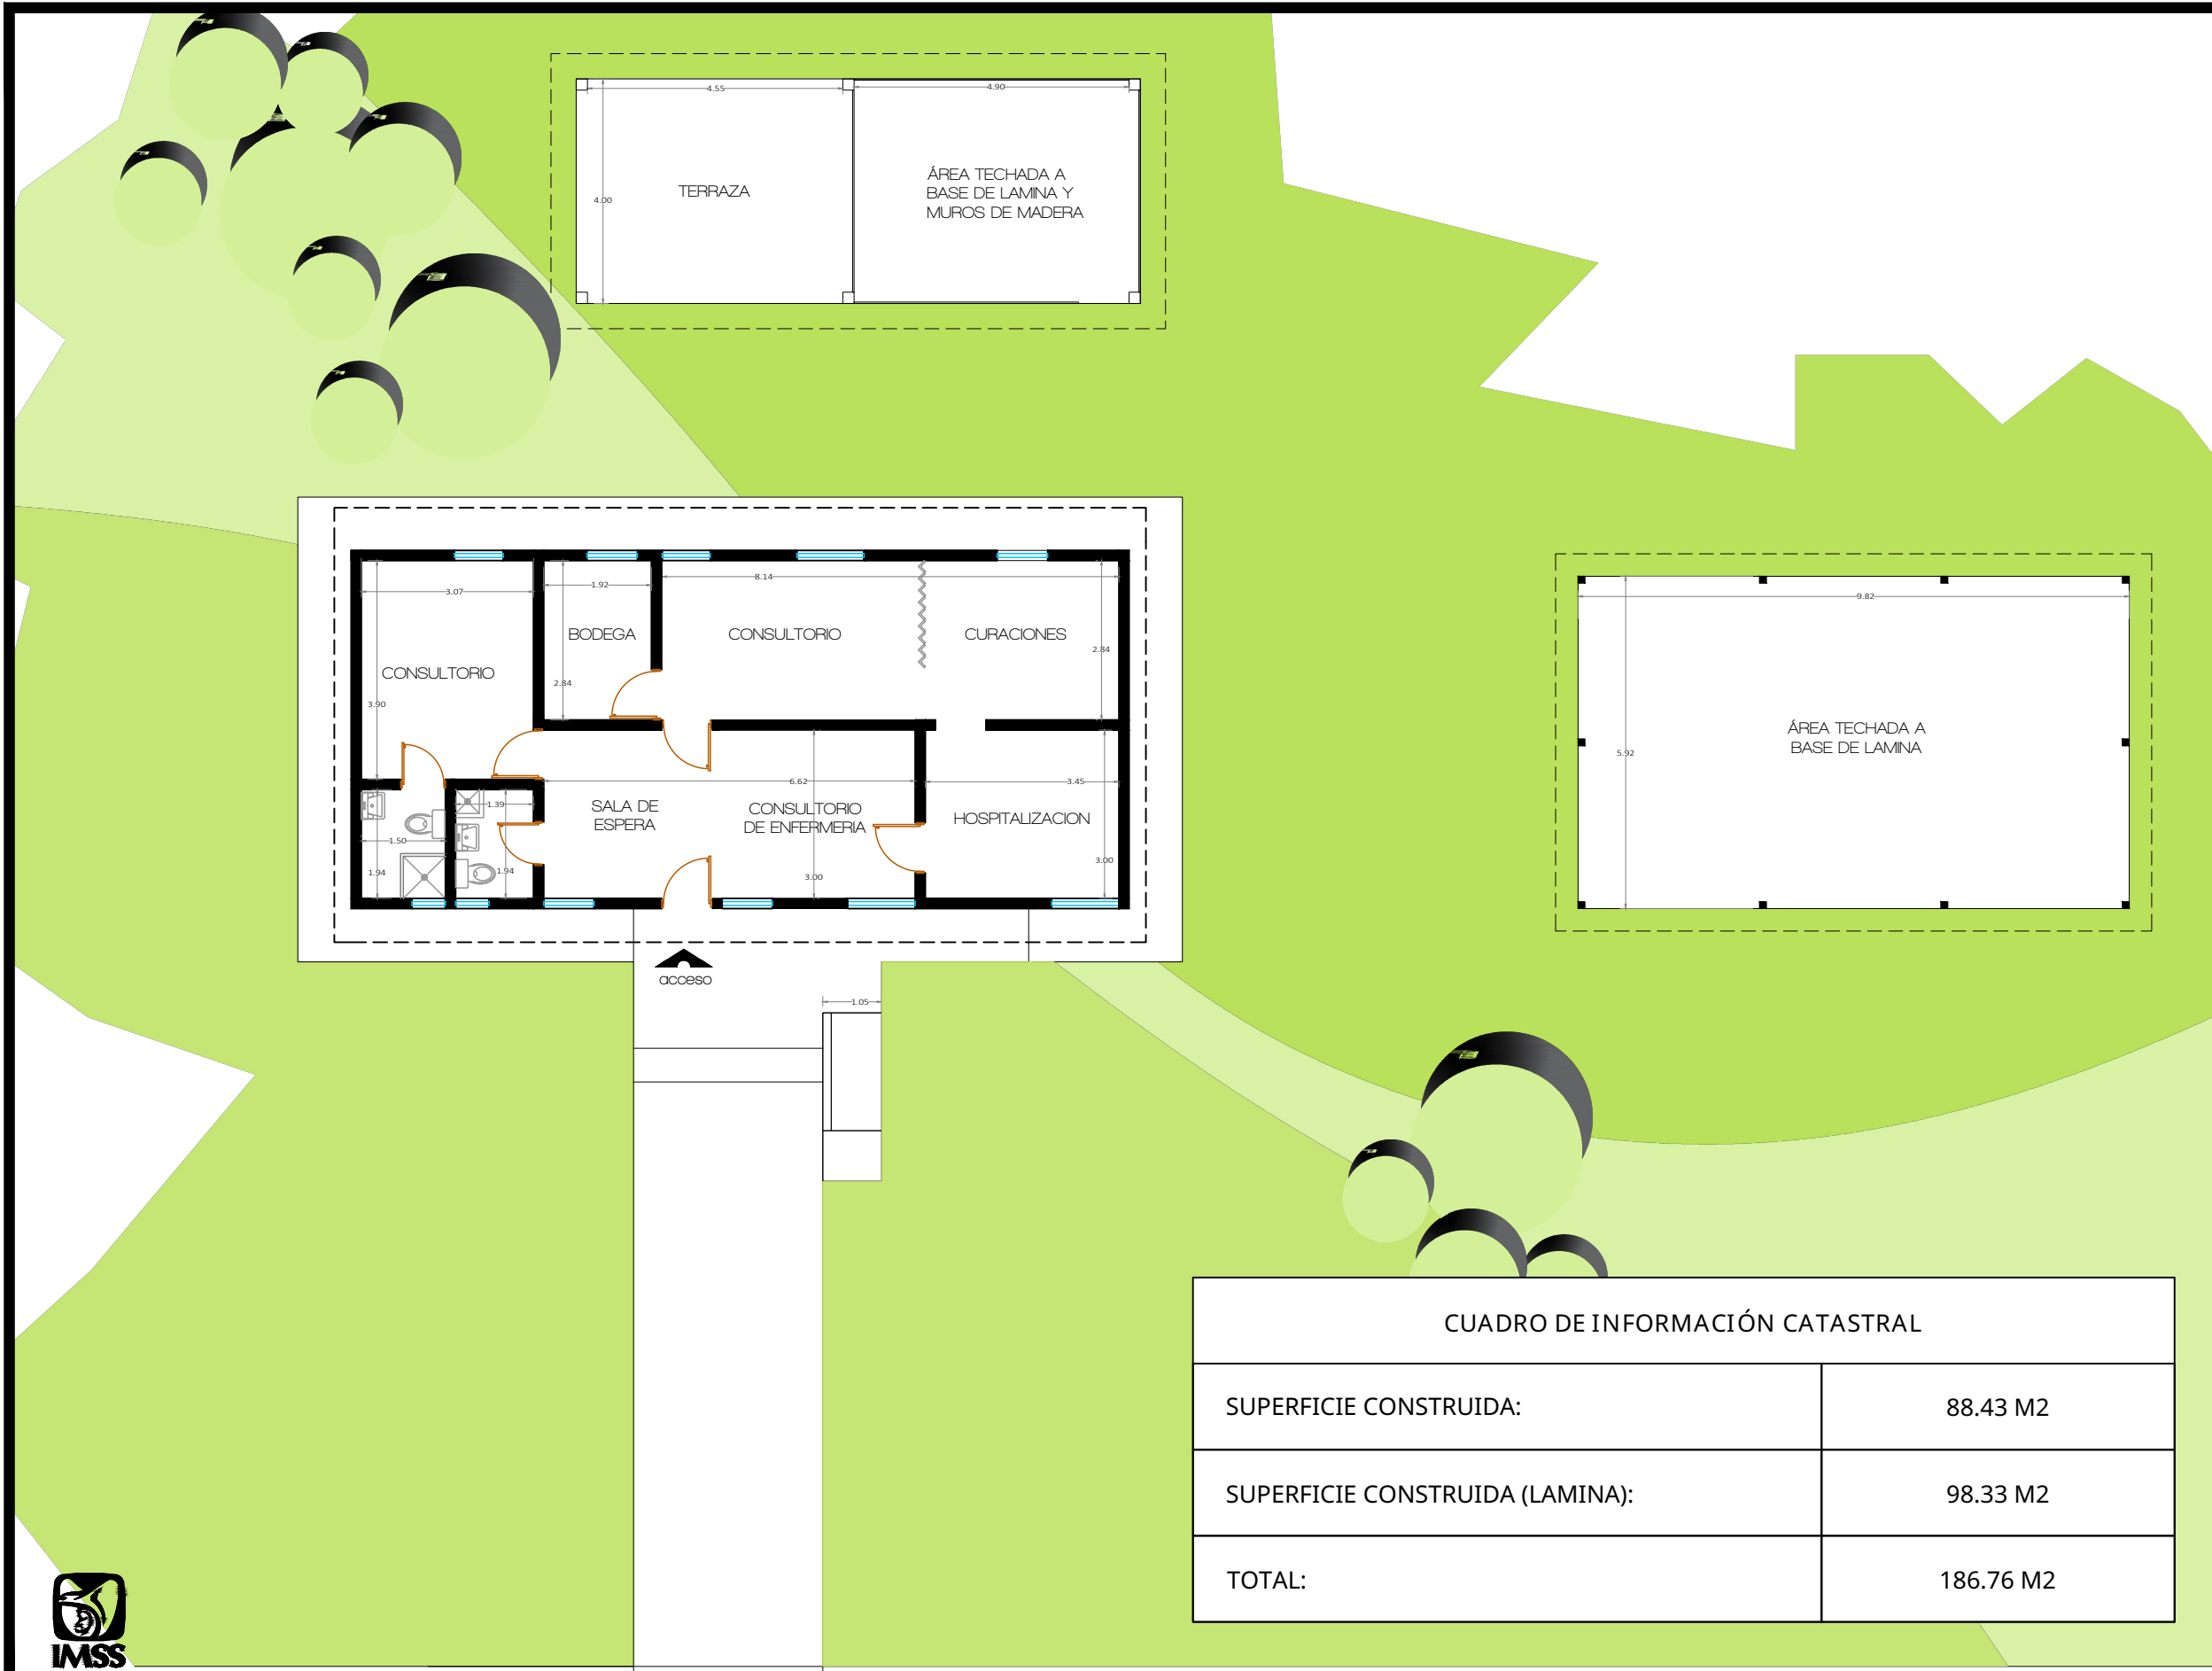 4.55
4.90
4.00
TERRAZA
ÁREA TECHADA A
BASE DE LAMINA Y
MUROS DE MADERA
3.07
1.92
8.14
BODEGA
CONSULTORIO
CURACIONES
2.84
CONSULTORIO
2.84
3.90
9.82
ÁREA TECHADA A
BASE DE LAMINA
5.92
6.62
3.45
1.39
SALA DE
ESPERA
CONSULTORIO
DE ENFERMERIA
HOSPITALIZACION
1.50
1.94
1.94
3.00
3.00
acceso
1.05
CUADRO DE INFORMACIÓN CATASTRAL
SUPERFICIE CONSTRUIDA:
88.43 M2
SUPERFICIE CONSTRUIDA (LAMINA):
98.33 M2
TOTAL:
186.76 M2
IMSS